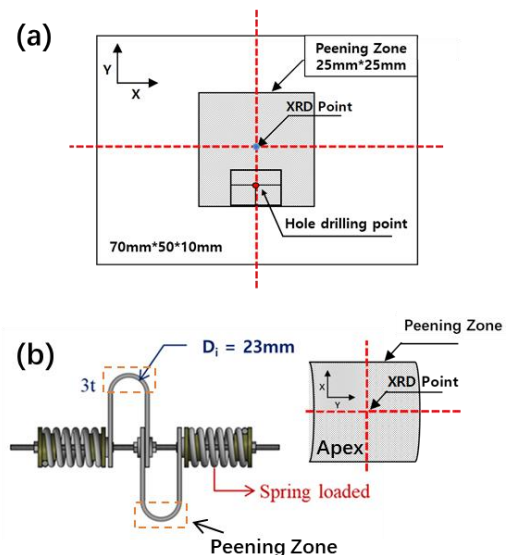 (a)
Peening Zone
25mm*25mm
Y
X
XRD Point
Hole drilling point
70mm*50*10mm
(b)
Dᵢ = 23mm
3t
Spring loaded
Peening Zone
Peening Zone
XRD Point
X
Y
Apex